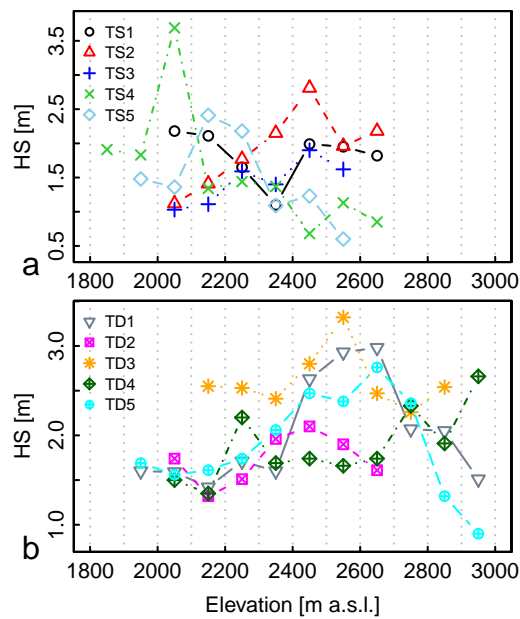 TS1
TS2
TS3
TS4
TS5
HS [m]
0.5 1.5 2.5 3.5
a
1800 2000 2200 2400 2600 2800 3000
TD1
TD2
TD3
TD4
TD5
HS [m]
1.0 2.0 3.0
b
1800 2000 2200 2400 2600 2800 3000
Elevation [m a.s.l.]